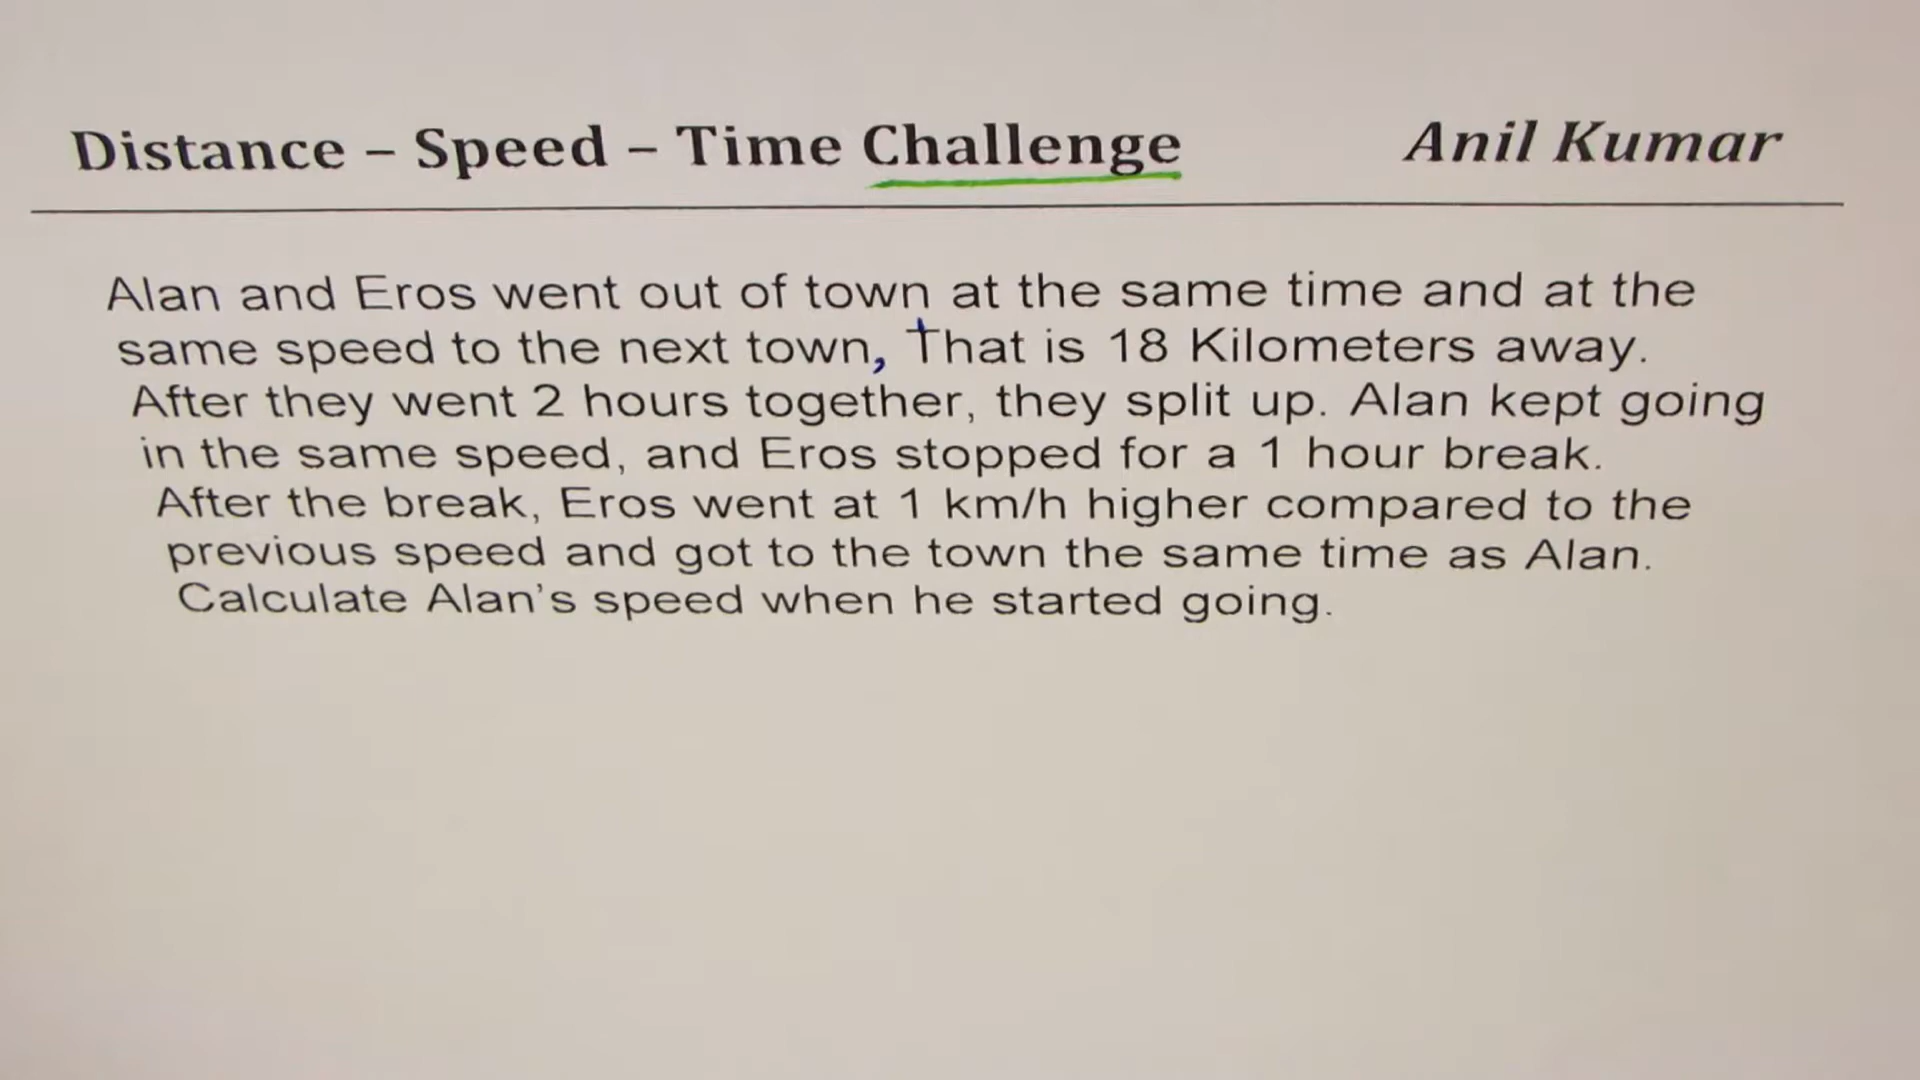 Distance – Speed – Time Challenge Anil Kumar
Alan and Eros went out of town at the same time and at the
same speed to the next town, That is 18 Kilometers away.
After they went 2 hours together, they split up. Alan kept going
in the same speed, and Eros stopped for a 1 hour break.
After the break, Eros went at 1 km/h higher compared to the
previous speed and got to the town the same time as Alan.
Calculate Alan's speed when he started going.